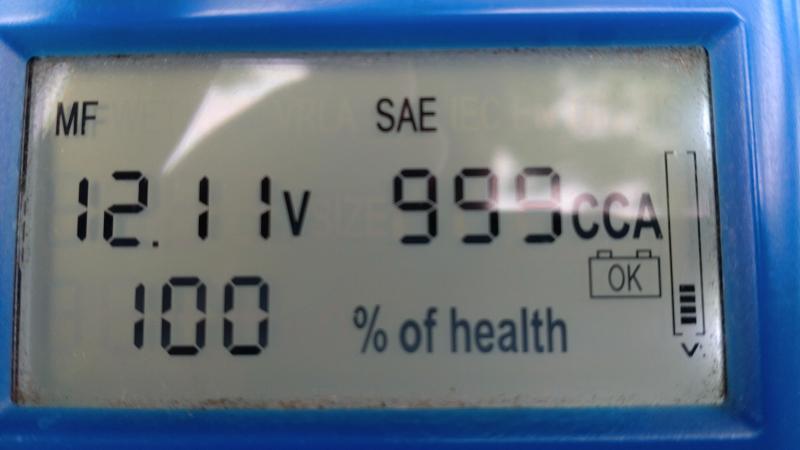 MF SAE
12.11V 999CCA
OK
100 % of health